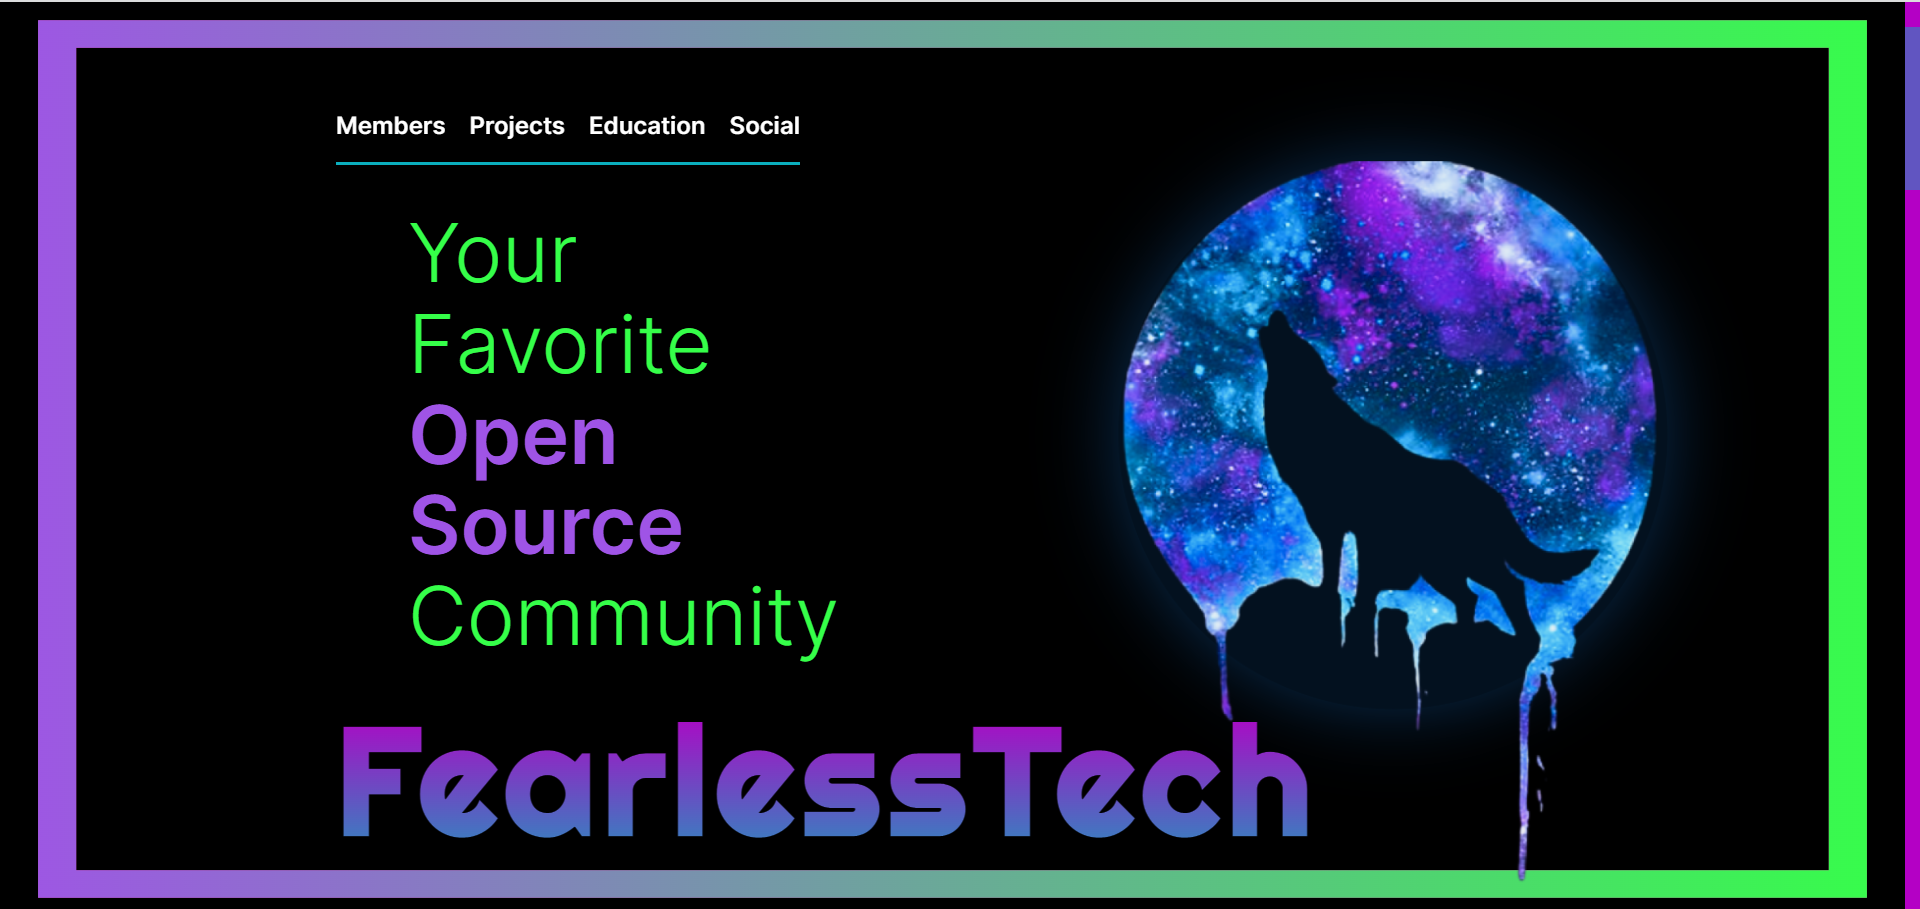 Members Projects Education Social
Your
Favorite
Open
Source
Community
FearlessTech